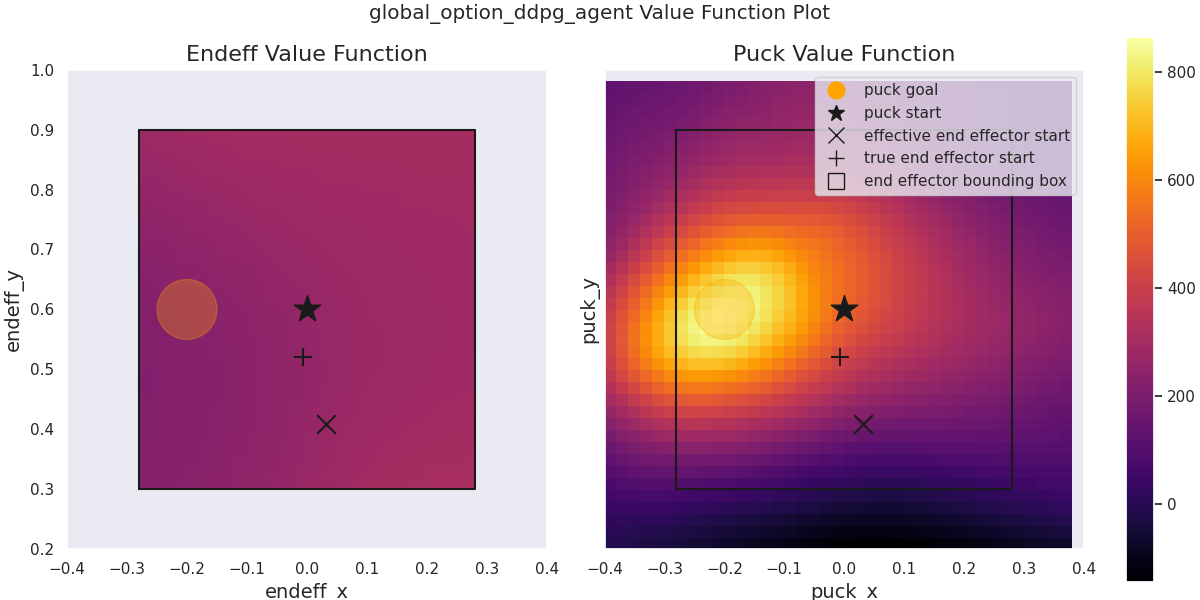 global_option_ddpg_agent Value Function Plot
Endeff Value Function
1.0
0.9
0.8
0.7
0.6
0.5
0.4
0.3
0.2
endeff_y
−0.4 −0.3 −0.2 −0.1 0.0 0.1 0.2 0.3 0.4
endeff_x
Puck Value Function
puck goal
puck start
effective end effector start
true end effector start
end effector bounding box
puck_y
−0.4 −0.3 −0.2 −0.1 0.0 0.1 0.2 0.3 0.4
puck_x
800
600
400
200
0